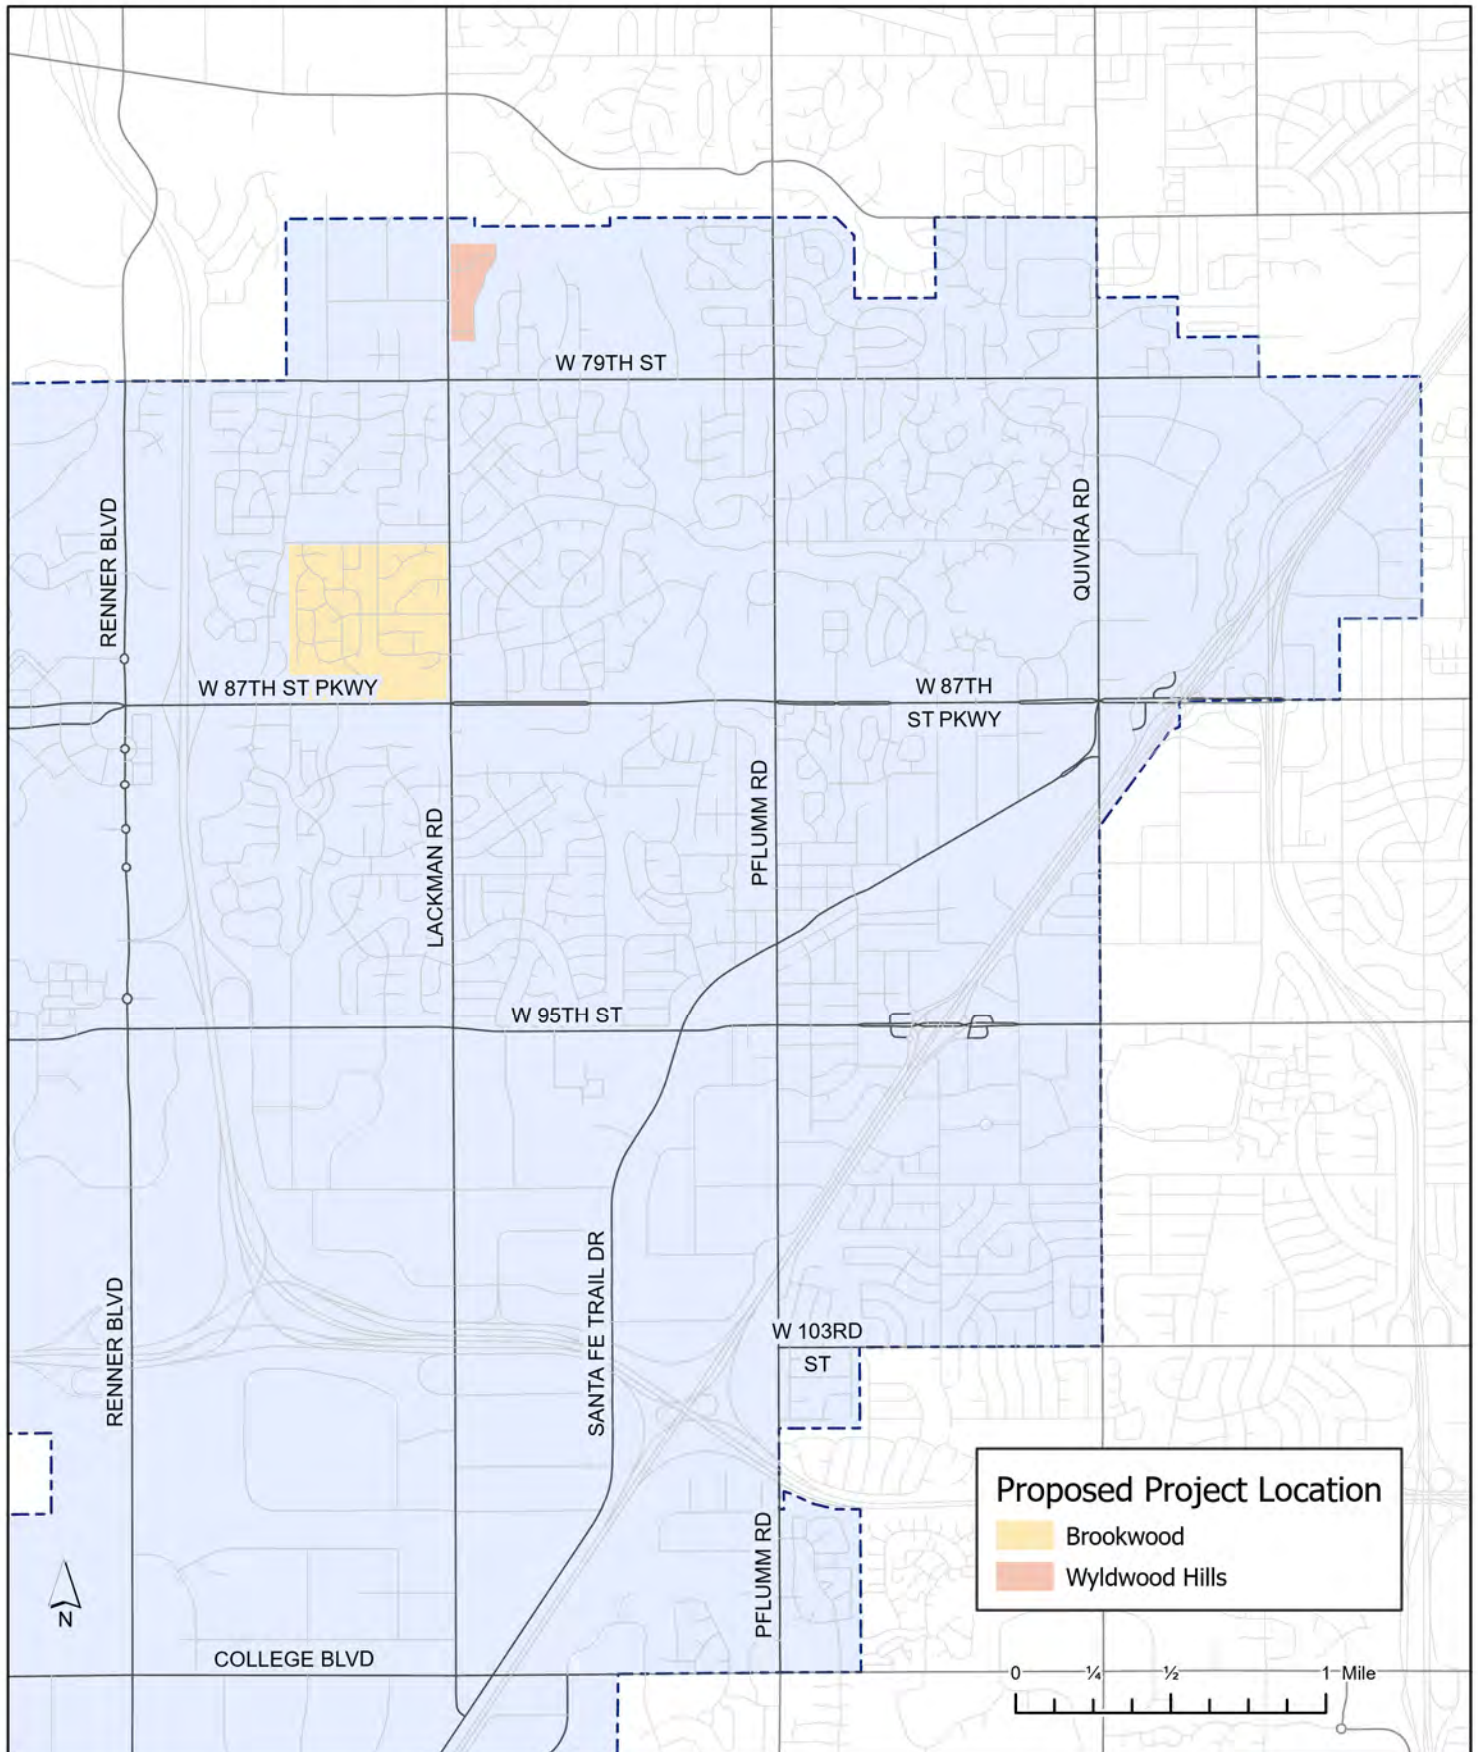 W 79TH ST
RENNER BLVD
QUIVIRA RD
W 87TH ST PKWY
W 87TH
ST PKWY
PFLUMM RD
LACKMAN RD
W 95TH ST
SANTA FE TRAIL DR
RENNER BLVD
W 103RD
ST
Proposed Project Location
Brookwood
Wyldwood Hills
PFLUMM RD
N
COLLEGE BLVD
0 ¼ ½ 1 Mile